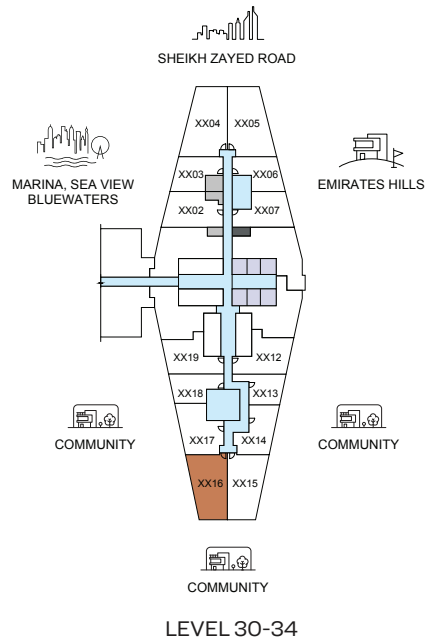 SHEIKH ZAYED ROAD
XX04 XX05
MARINA, SEA VIEW
BLUEWATERS
XX03 XX06
EMIRATES HILLS
XX02 XX07
XX19 XX12
XX18 XX13
COMMUNITY
COMMUNITY
XX17 XX14
XX16 XX15
COMMUNITY
LEVEL 30-34